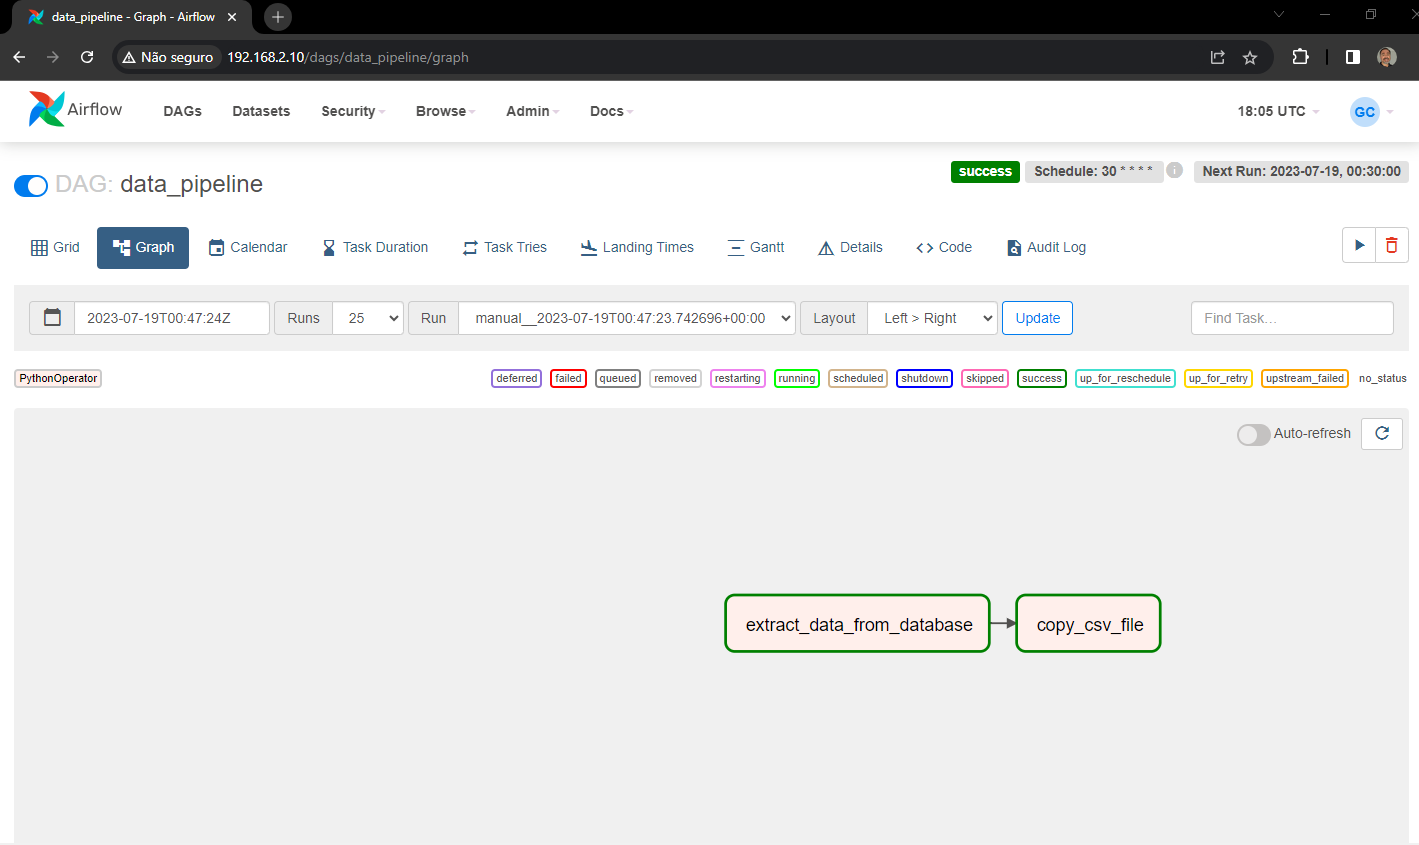 data_pipeline - Graph - Airflow
Não seguro 192.168.2.10/dags/data_pipeline/graph
Airflow DAGs Datasets Security Browse Admin Docs 18:05 UTC GC
DAG: data_pipeline success Schedule: 30 * * * * i Next Run: 2023-07-19, 00:30:00
Grid Graph Calendar Task Duration Task Tries Landing Times Gantt Details Code Audit Log
2023-07-19T00:47:24Z Runs 25 Run manual__2023-07-19T00:47:23.742696+00:00 Layout Left > Right Update Find Task...
PythonOperator deferred failed queued removed restarting running scheduled shutdown skipped success up_for_reschedule up_for_retry upstream_failed no_status
Auto-refresh
extract_data_from_database copy_csv_file